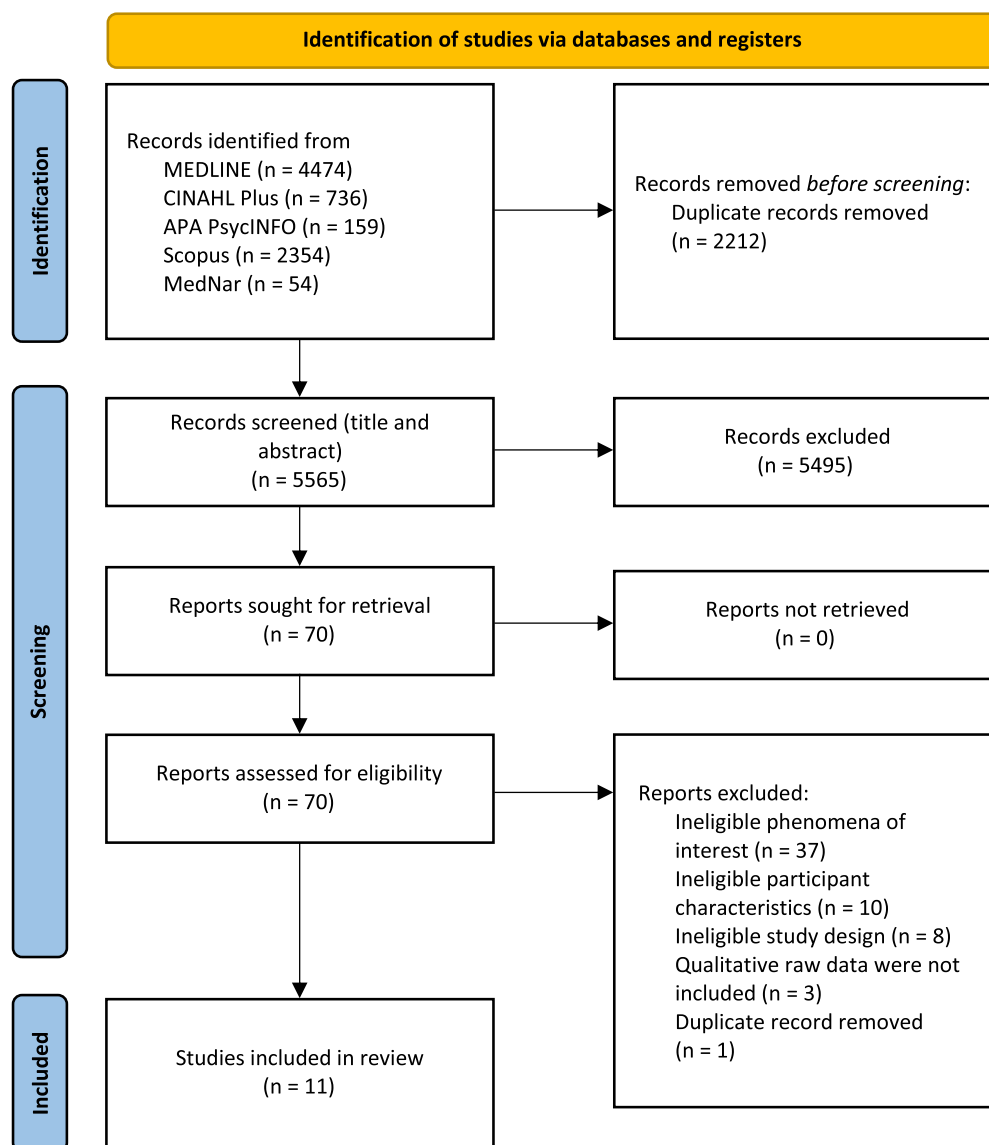 Identification of studies via databases and registers
Identification
Records identified from
MEDLINE (n = 4474)
CINAHL Plus (n = 736)
APA PsycINFO (n = 159)
Scopus (n = 2354)
MedNar (n = 54)
Records removed before screening:
Duplicate records removed
(n = 2212)
Screening
Records screened (title and
abstract)
(n = 5565)
Records excluded
(n = 5495)
Reports sought for retrieval
(n = 70)
Reports not retrieved
(n = 0)
Reports assessed for eligibility
(n = 70)
Reports excluded:
Ineligible phenomena of
interest (n = 37)
Ineligible participant
characteristics (n = 10)
Ineligible study design (n = 8)
Qualitative raw data were not
included (n = 3)
Duplicate record removed
(n = 1)
Included
Studies included in review
(n = 11)